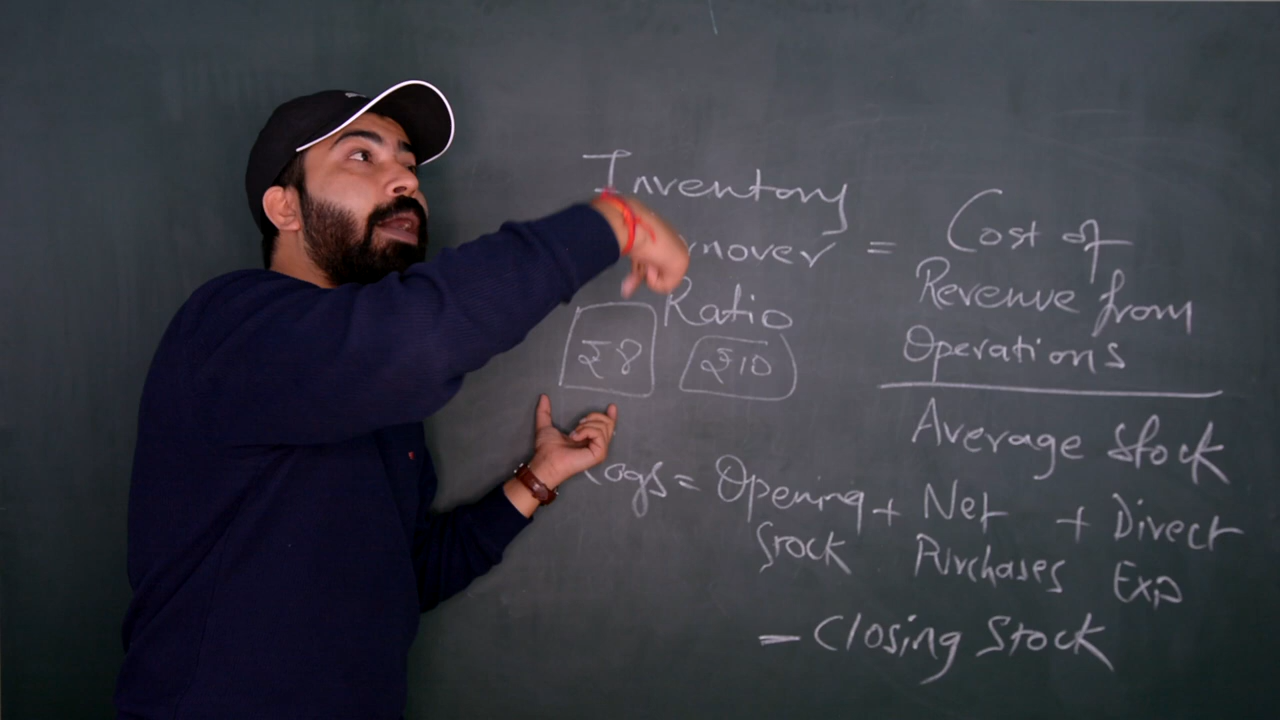 Inventory
rnover = Cost of
Revenue from
Ratio
Operations
₹8 ₹10
Average Stock
Cogs = Opening + Net + Direct
Stock Purchases Exp
- Closing Stock